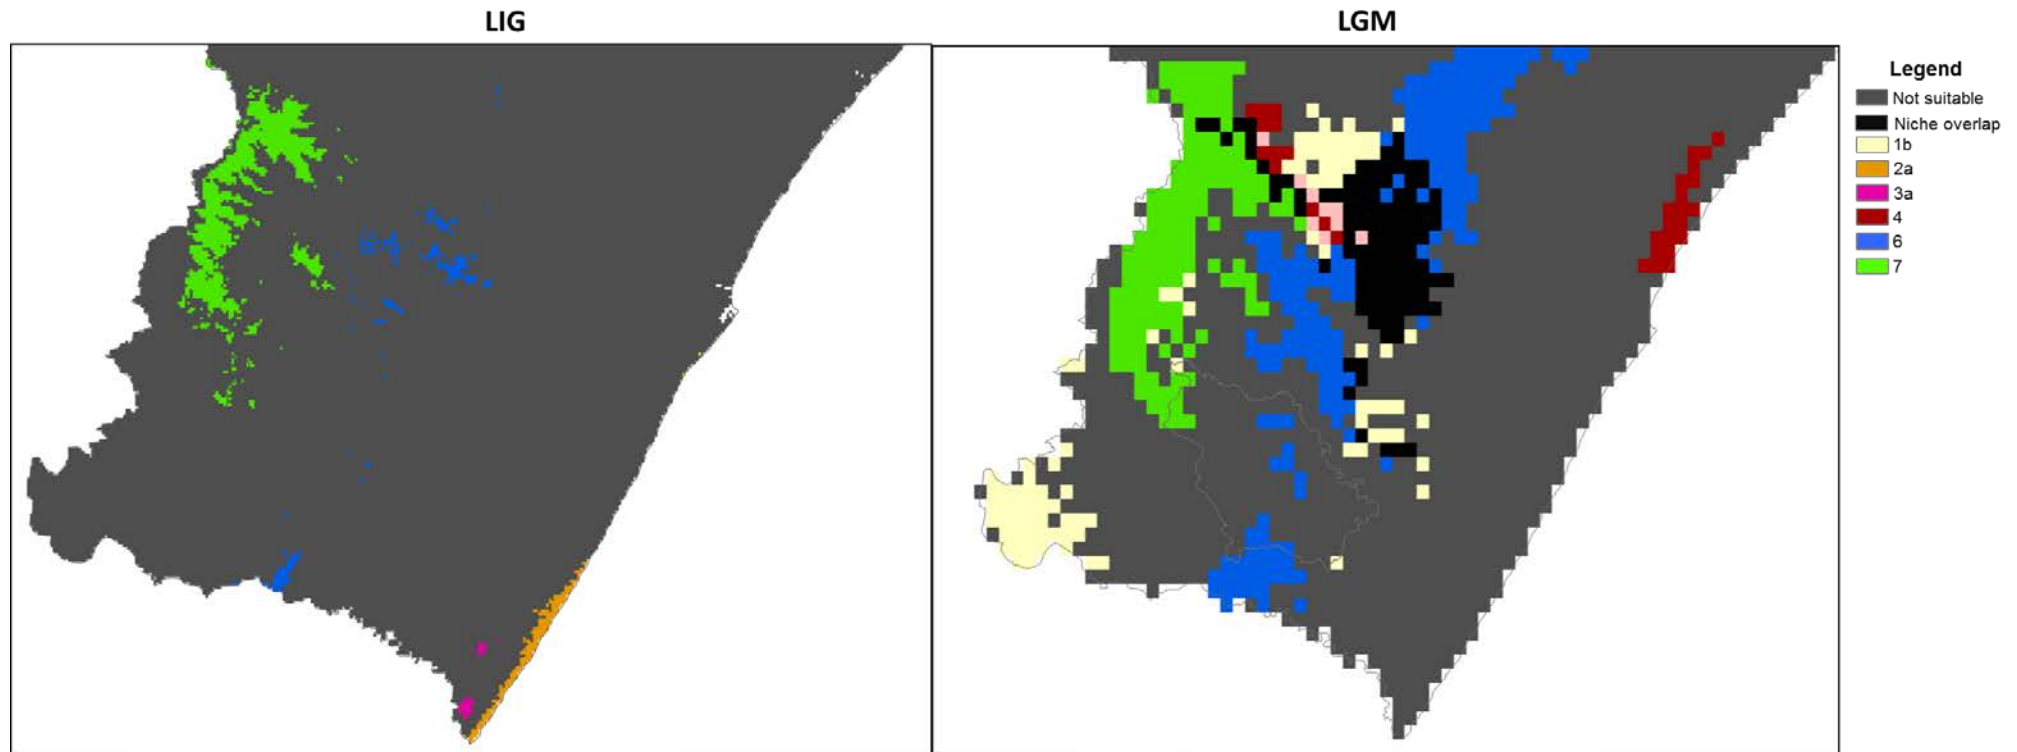 LIG
LGM
Legend
Not suitable
Niche overlap
1b
2a
3a
4
6
7